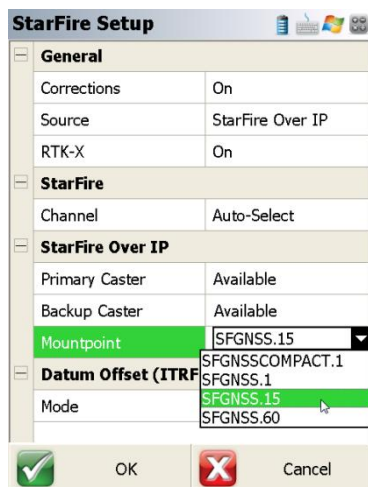 StarFire Setup
General
Corrections On
Source StarFire Over IP
RTK-X On
StarFire
Channel Auto-Select
StarFire Over IP
Primary Caster Available
Backup Caster Available
Mountpoint SFGNSS.15
SFGNSSCOMPACT.1
Datum Offset (ITRF
SFGNSS.1
SFGNSS.15
Mode
SFGNSS.60
OK Cancel